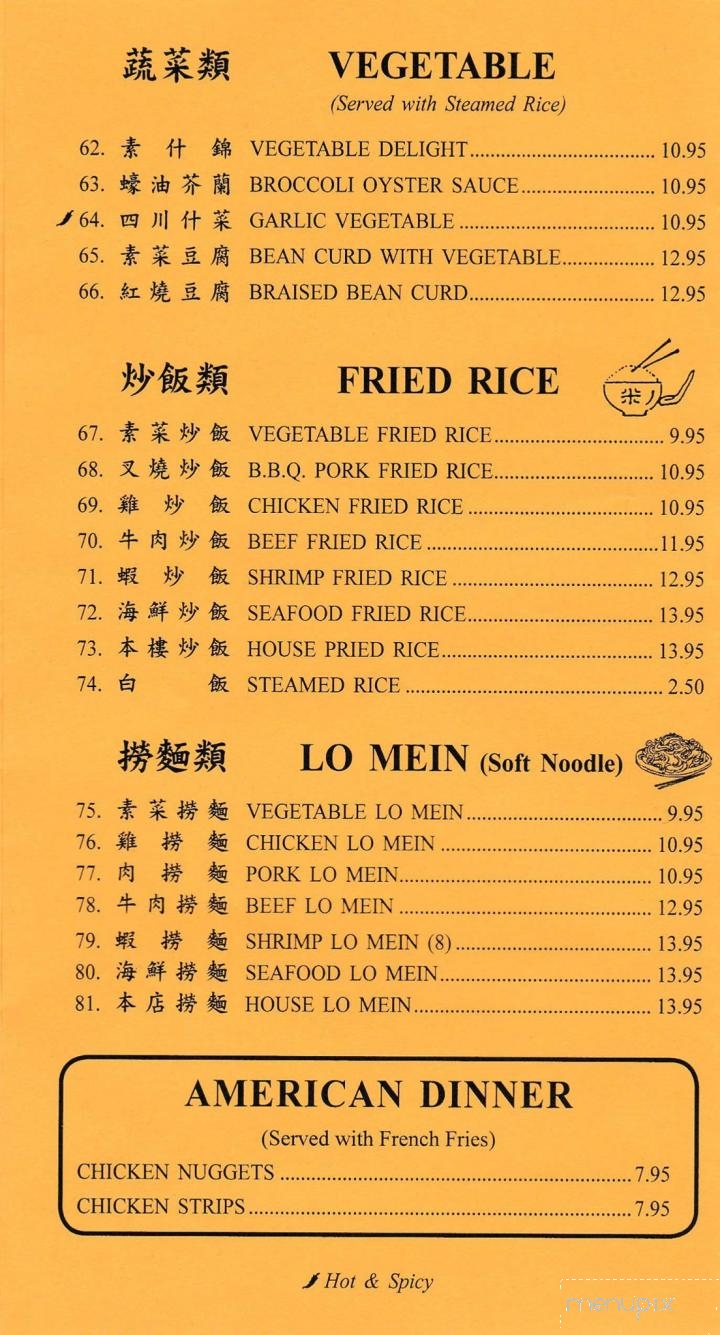 蔬菜類 VEGETABLE
(Served with Steamed Rice)
62. 素什錦 VEGETABLE DELIGHT.................................. 10.95
63. 蠔油芥蘭 BROCCOLI OYSTER SAUCE......................... 10.95
64. 四川什菜 GARLIC VEGETABLE .................................... 10.95
65. 素菜豆腐 BEAN CURD WITH VEGETABLE................. 12.95
66. 紅燒豆腐 BRAISED BEAN CURD.................................. 12.95
炒飯類 FRIED RICE
米
67. 素菜炒飯 VEGETABLE FRIED RICE............................... 9.95
68. 叉燒炒飯 B.B.Q. PORK FRIED RICE............................. 10.95
69. 雞炒飯 CHICKEN FRIED RICE .................................. 10.95
70. 牛肉炒飯 BEEF FRIED RICE ..........................................11.95
71. 蝦炒飯 SHRIMP FRIED RICE ..................................... 12.95
72. 海鮮炒飯 SEAFOOD FRIED RICE.................................. 13.95
73. 本樓炒飯 HOUSE PRIED RICE....................................... 13.95
74. 白飯 STEAMED RICE ............................................... 2.50
撈麵類 LO MEIN (Soft Noodle)
75. 素菜撈麵 VEGETABLE LO MEIN.................................... 9.95
76. 雞撈麵 CHICKEN LO MEIN ....................................... 10.95
77. 肉撈麵 PORK LO MEIN............................................... 10.95
78. 牛肉撈麵 BEEF LO MEIN ............................................... 12.95
79. 蝦撈麵 SHRIMP LO MEIN (8).................................... 13.95
80. 海鮮撈麵 SEAFOOD LO MEIN....................................... 13.95
81. 本店撈麵 HOUSE LO MEIN............................................ 13.95
AMERICAN DINNER
(Served with French Fries)
CHICKEN NUGGETS .................................................................7.95
CHICKEN STRIPS.......................................................................7.95
Hot & Spicy
menupix